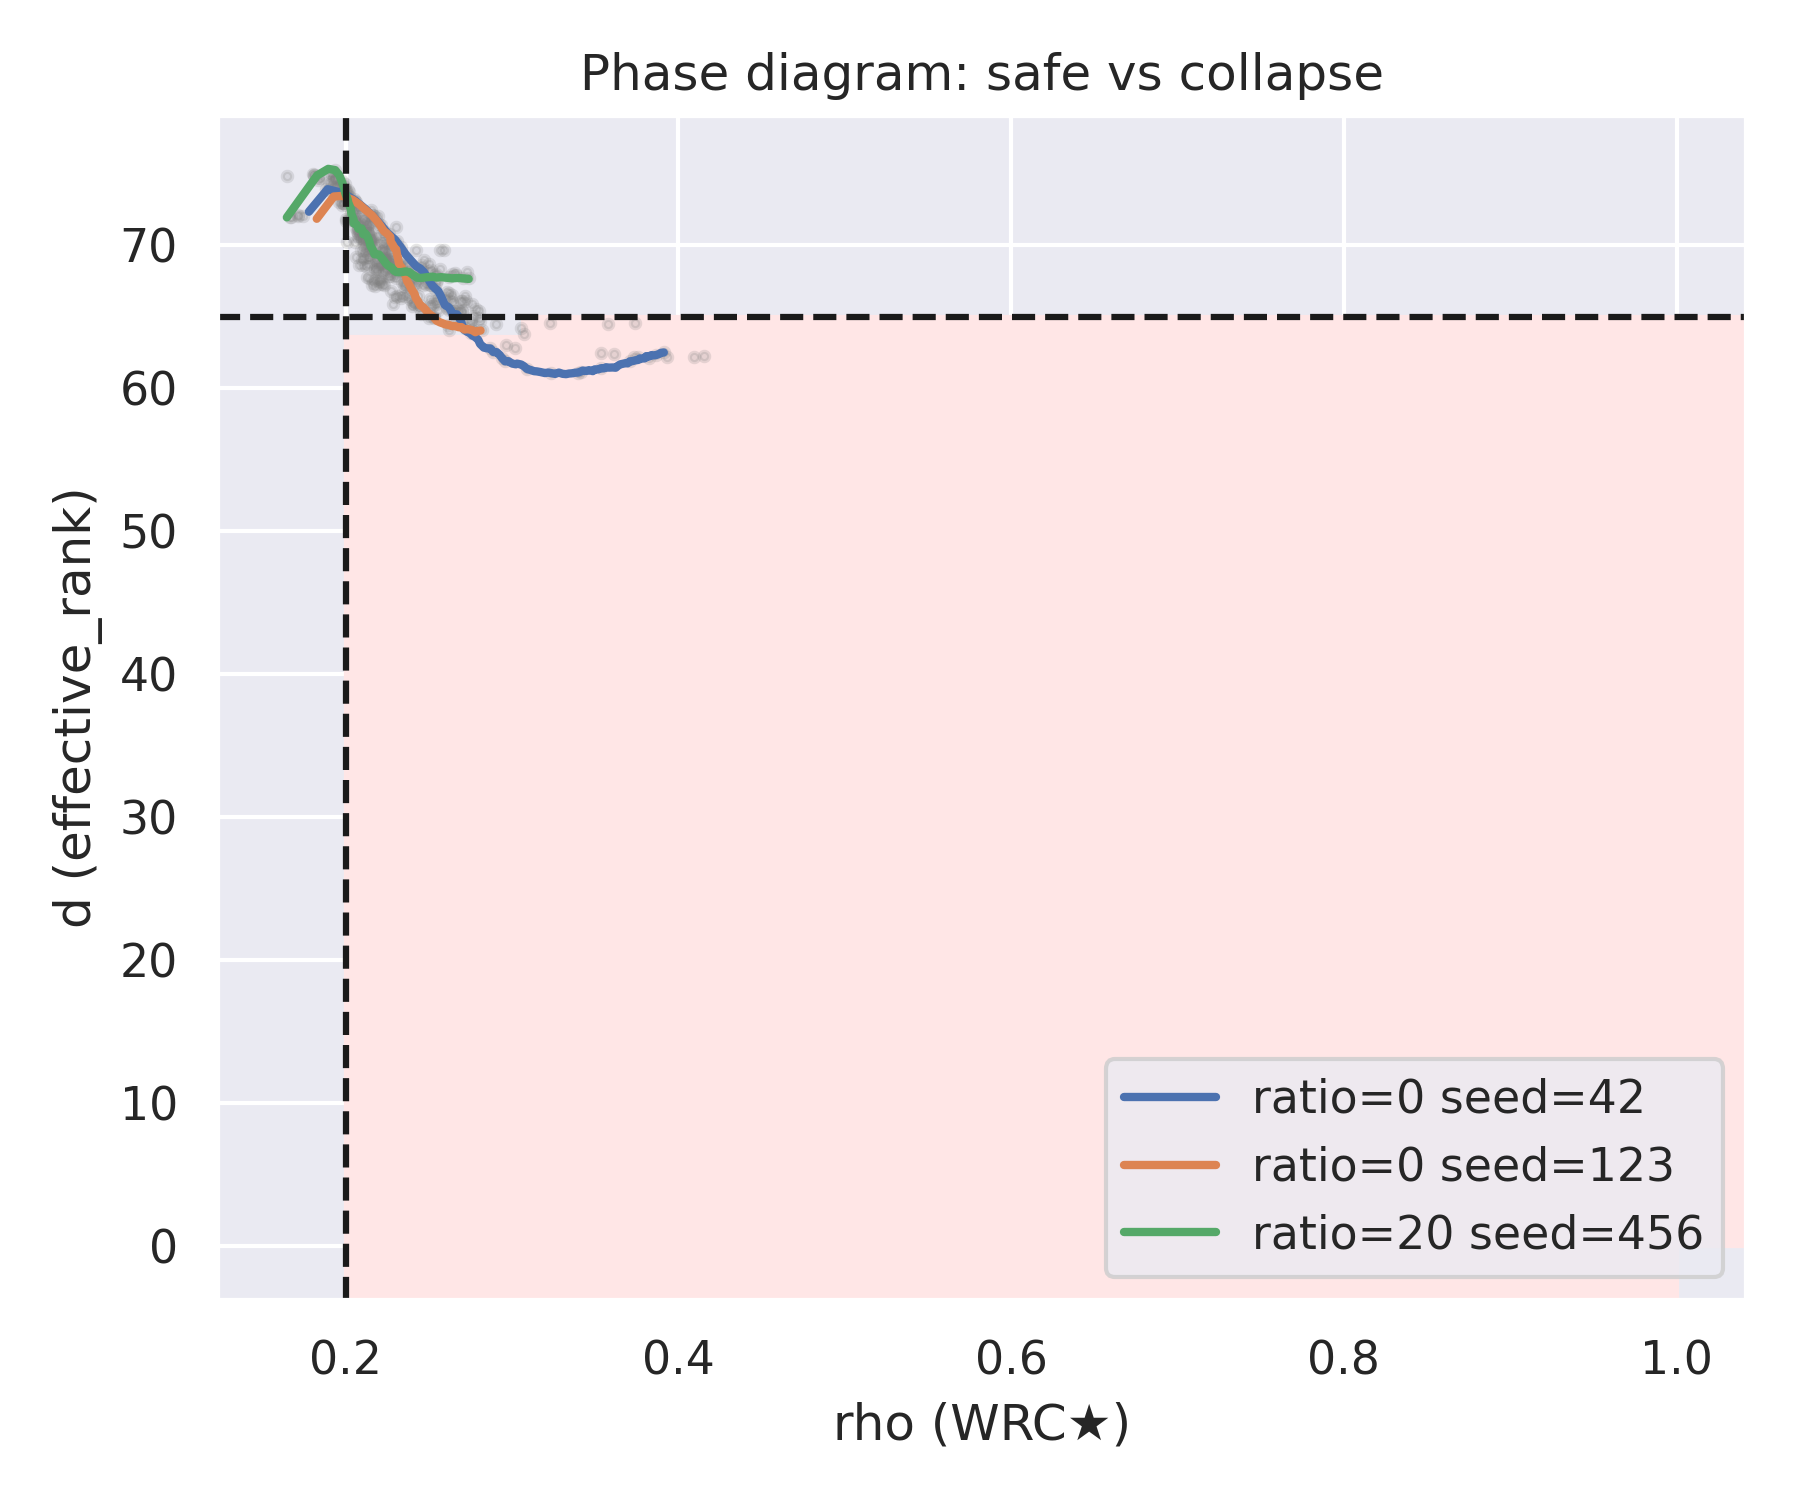 Phase diagram: safe vs collapse
d (effective_rank)
70
60
50
40
30
20
10
0
0.2 0.4 0.6 0.8 1.0
rho (WRC★)
ratio=0 seed=42
ratio=0 seed=123
ratio=20 seed=456